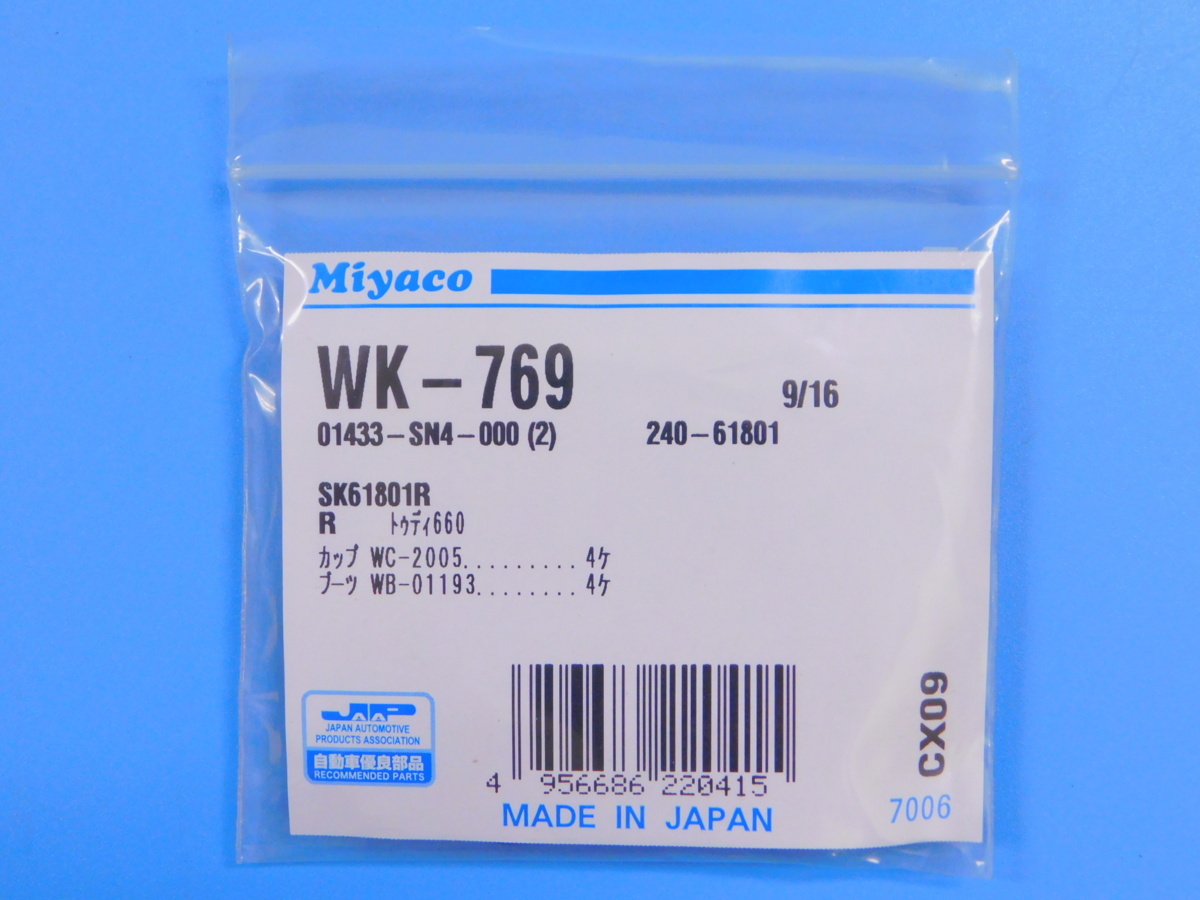 Miyaco
WK-769
9/16
01433-SN4-000 (2)
240-61801
SK61801R
R ﾄｩﾃﾞｨ660
ｶｯﾌﾟ WC-2005......... 4ｹ
ﾌﾞｰﾂ WB-01193........ 4ｹ
JAPA
JAPAN AUTOMOTIVE
PRODUCTS ASSOCIATION
自動車優良部品
RECOMMENDED PARTS
4 956686 220415
MADE IN JAPAN
CX09
7006